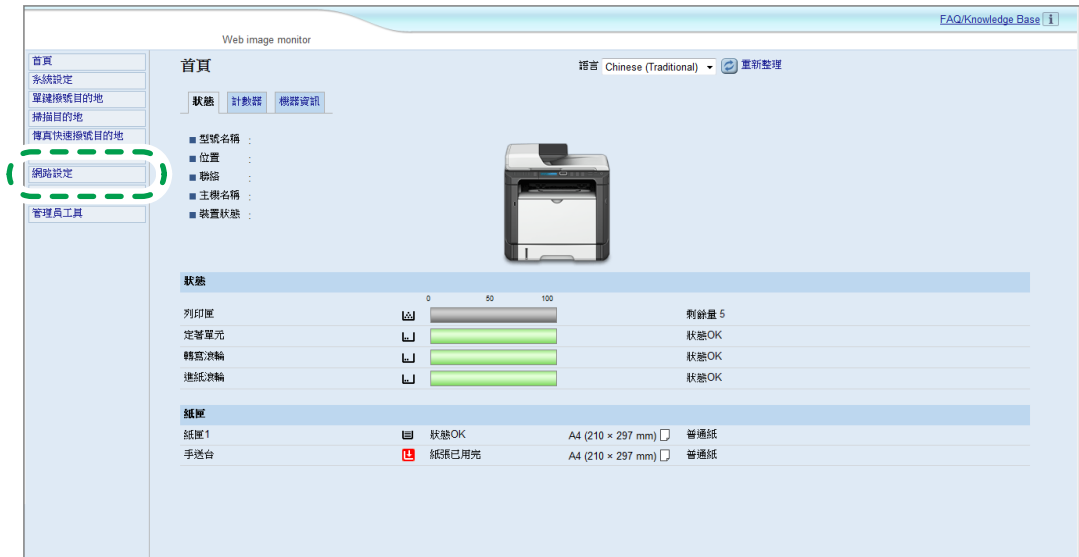 FAQ/Knowledge Base i
Web image monitor
首頁
系統設定
單鍵撥號目的地
掃描目的地
傳真快速撥號目的地
網路設定
管理員工具
首頁
語言 Chinese (Traditional) 重新整理
狀態 計數器 機器資訊
型號名稱 :
位置 :
聯絡 :
主機名稱 :
裝置狀態 :
狀態
0 50 100
列印匣 剩餘量 5
定著單元 狀態OK
轉寫滾輪 狀態OK
進紙滾輪 狀態OK
紙匣
紙匣1 狀態OK A4 (210 × 297 mm) 普通紙
手送台 紙張已用完 A4 (210 × 297 mm) 普通紙